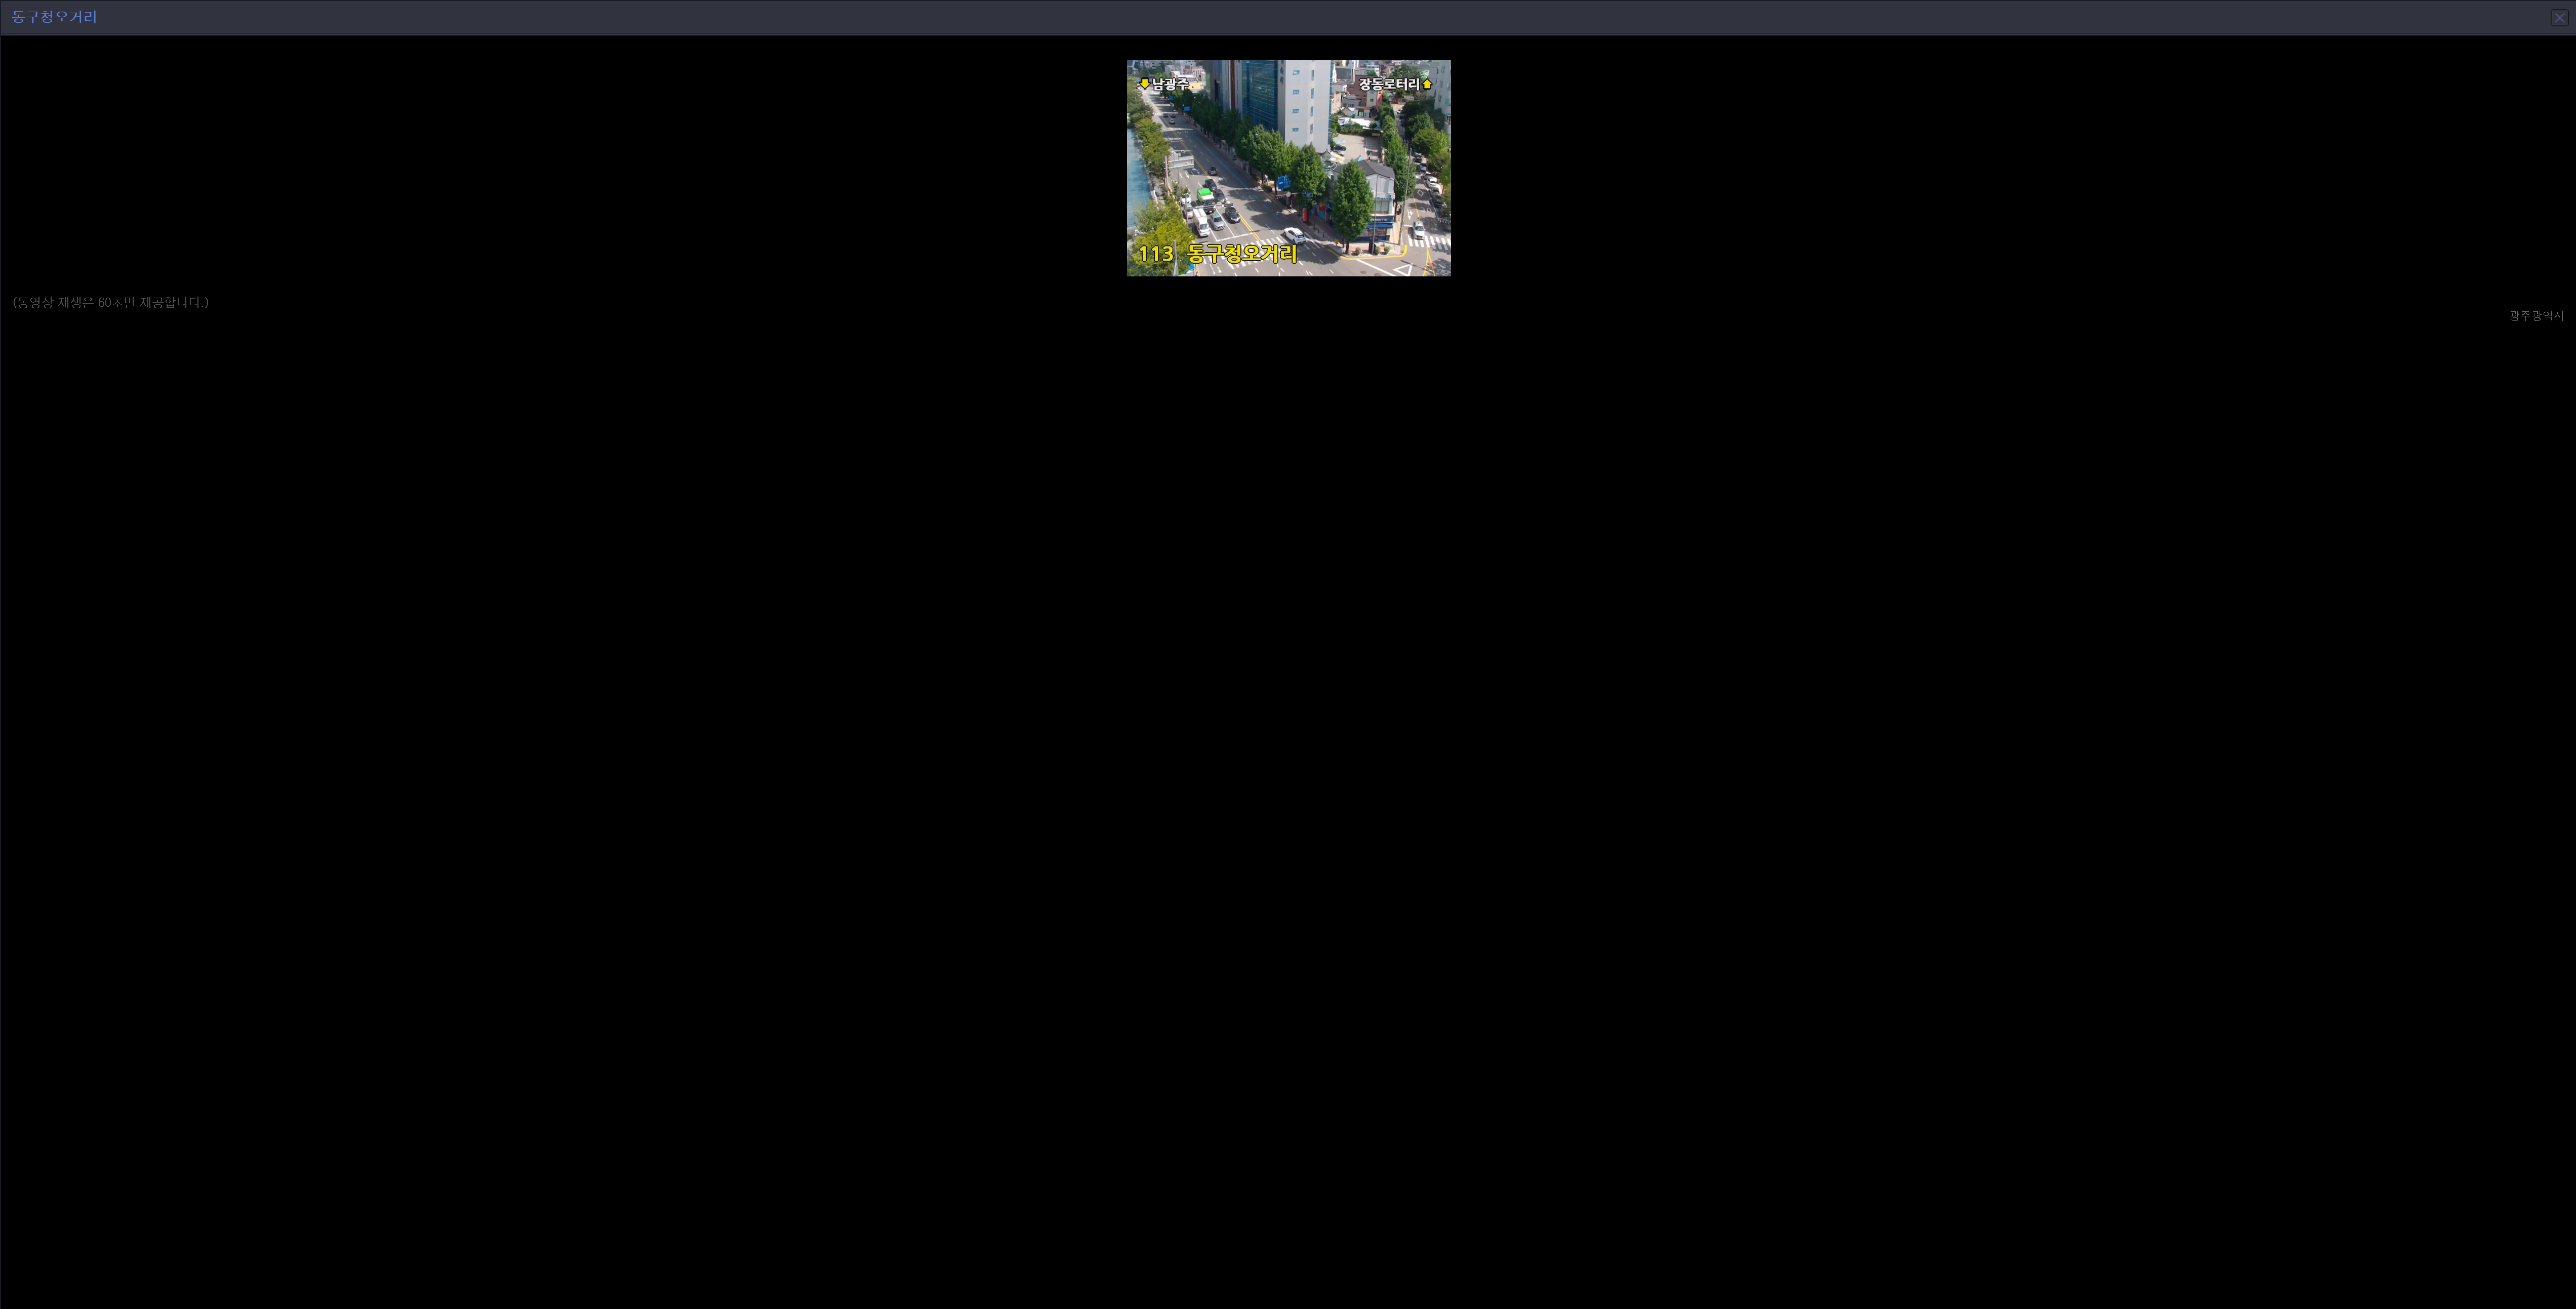 동구청오거리
남광주
장동로터리
113 동구청오거리
(동영상 재생은 60초만 제공합니다.)
광주광역시